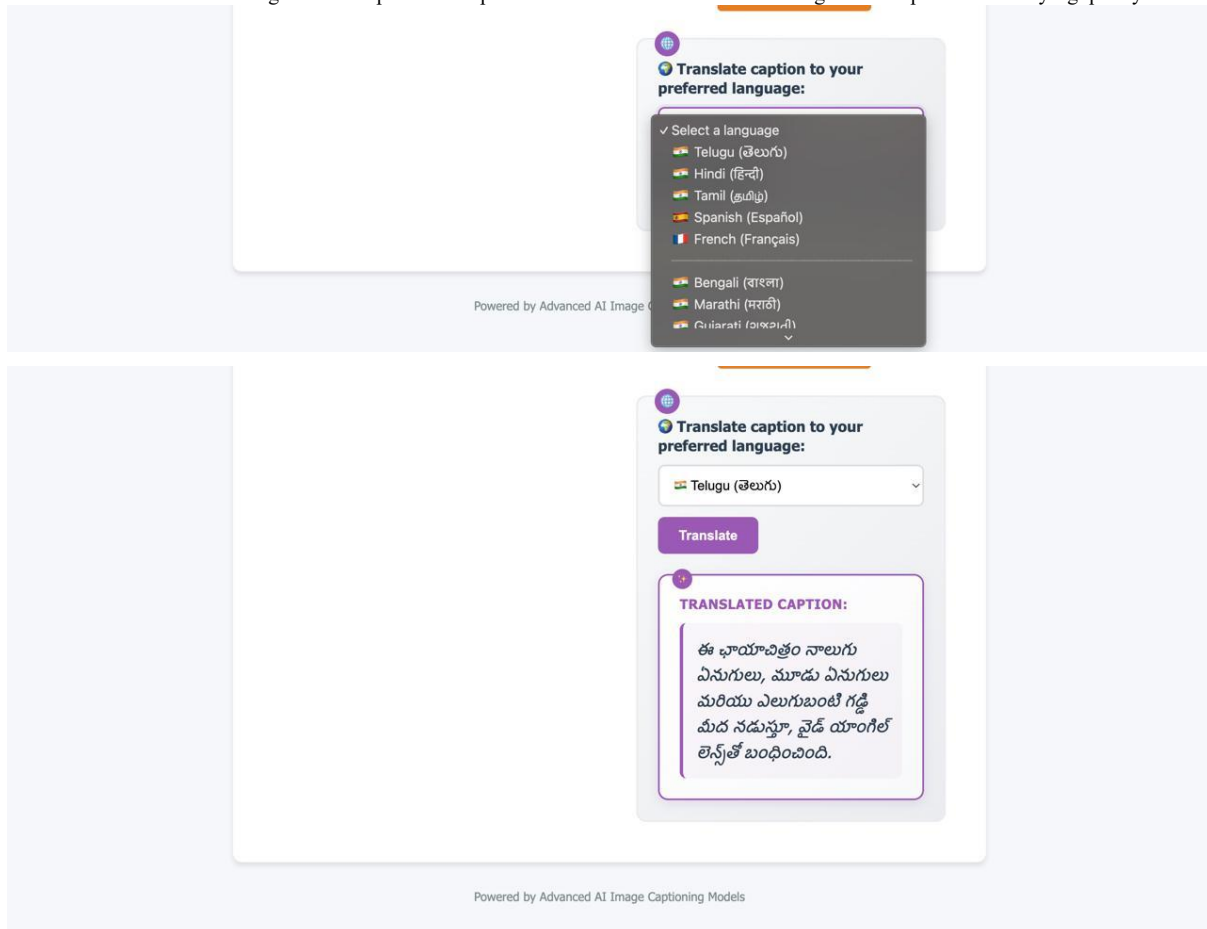 Translate caption to your
preferred language:
✓ Select a language
Telugu (తెలుగు)
Hindi (हिन्दी)
Tamil (தமிழ்)
Spanish (Español)
French (Français)
Bengali (বাংলা)
Marathi (मराठी)
Gujarati (ગુજરાતી)
Powered by Advanced AI Image
Translate caption to your
preferred language:
Telugu (తెలుగు)
Translate
TRANSLATED CAPTION:
ఈ ఛాయాచిత్రం నాలుగు
ఏనుగులు, మూడు ఏనుగులు
మరియు ఎలుగుబంటి గడ్డి
మీద నడుస్తూ, వైడ్ యాంగిల్
లెన్స్‌తో బంధించింది.
Powered by Advanced AI Image Captioning Models